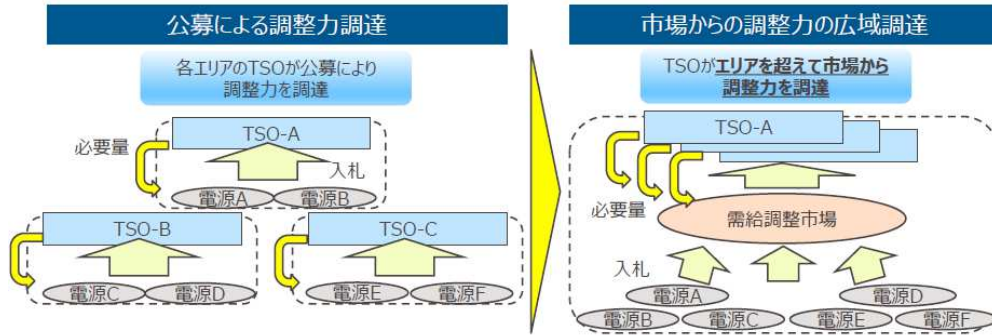 公募による調整力調達
各エリアのTSOが公募により
調整力を調達
TSO-A
必要量
入札
電源A
電源B
TSO-B
TSO-C
電源C
電源D
電源E
電源F
市場からの調整力の広域調達
TSOがエリアを超えて市場から
調整力を調達
TSO-A
必要量
需給調整市場
入札
電源A
電源D
電源B
電源C
電源E
電源F